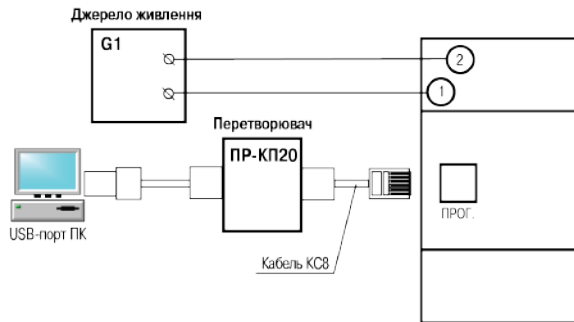 Джерело живлення
G1
2
1
Перетворювач
ПР-КП20
ПРОГ.
USB-порт ПК
Кабель КС8